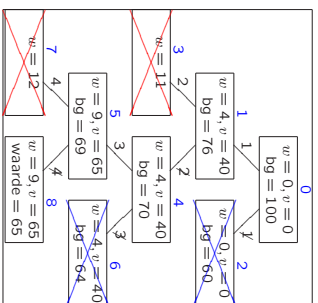 0
w = 0, v = 0
bg = 100
1
1
1
w = 4, v = 40
bg = 76
2
w = 0, v = 0
bg = 60
2
2
3
w = 11
4
w = 4, v = 40
bg = 70
3
3
5
w = 9, v = 65
bg = 69
6
w = 4, v = 40
bg = 64
4
4
7
w = 12
8
w = 9, v = 65
waarde = 65